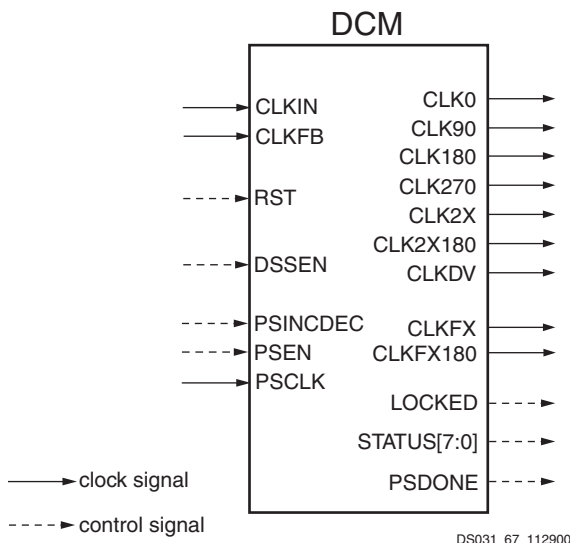 DCM
CLKIN
CLKFB
RST
DSSEN
PSINCDEC
PSEN
PSCLK
CLK0
CLK90
CLK180
CLK270
CLK2X
CLK2X180
CLKDV
CLKFX
CLKFX180
LOCKED
STATUS[7:0]
PSDONE
clock signal
control signal
DS031_67_112900